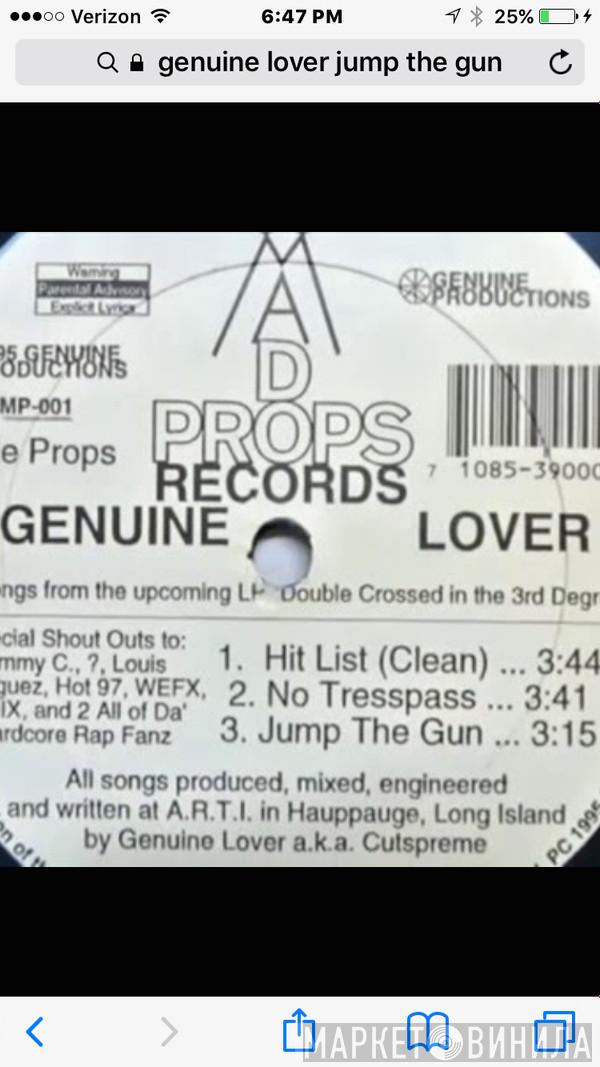 Verizon 6:47 PM 25%
genuine lover jump the gun
Warning
Parental Advisory
Explicit Lyrics
GENUINE
PRODUCTIONS
95 GENUINE
ODUCTIONS
MP-001
e Props
MAD
PROPS
RECORDS
7 1085-3900
GENUINE LOVER
ngs from the upcoming LP Double Crossed in the 3rd Degr
cial Shout Outs to:
mmy C., ?, Louis
guez, Hot 97, WEFX,
IX, and 2 All of Da'
ardcore Rap Fanz
1. Hit List (Clean) ... 3:44
2. No Tresspass ... 3:41
3. Jump The Gun ... 3:15
All songs produced, mixed, engineered
and written at A.R.T.I. in Hauppauge, Long Island
by Genuine Lover a.k.a. Cutspreme
on of th
PC 1995
МАРКЕТ ВИНИЛА